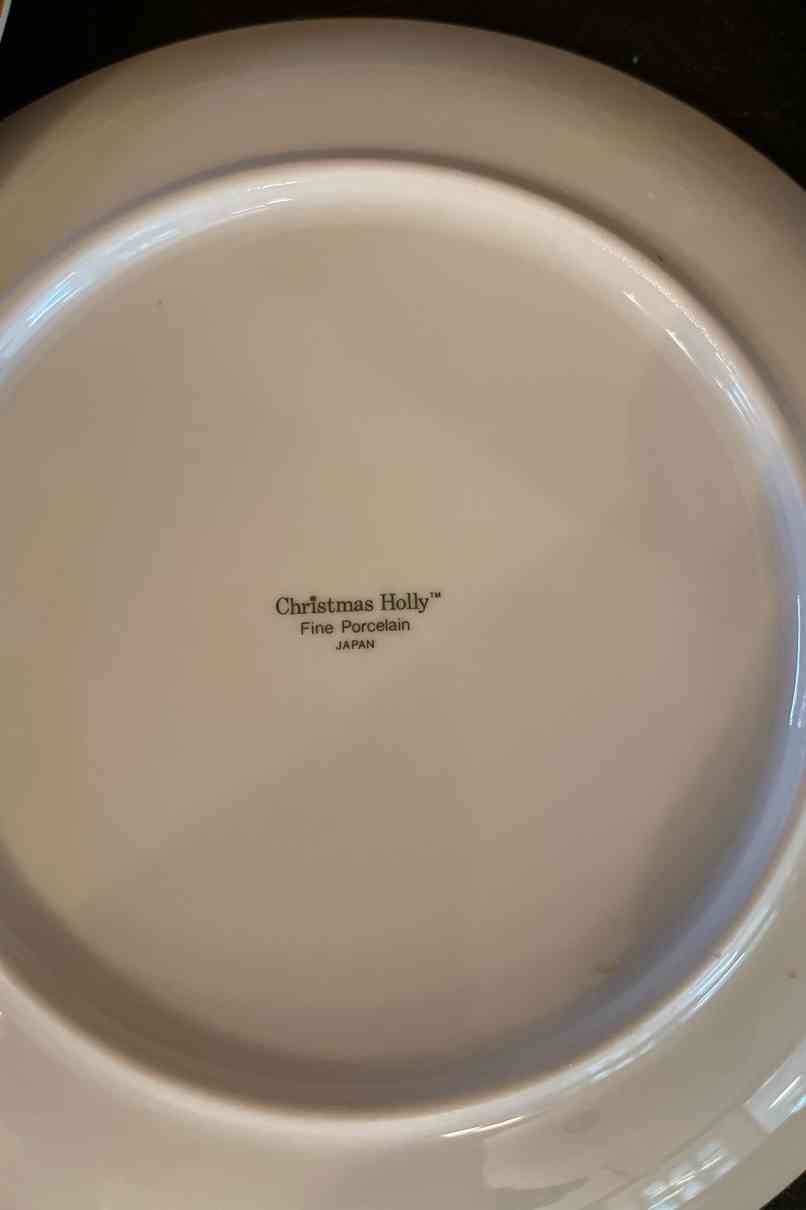 Christmas Holly™
Fine Porcelain
JAPAN